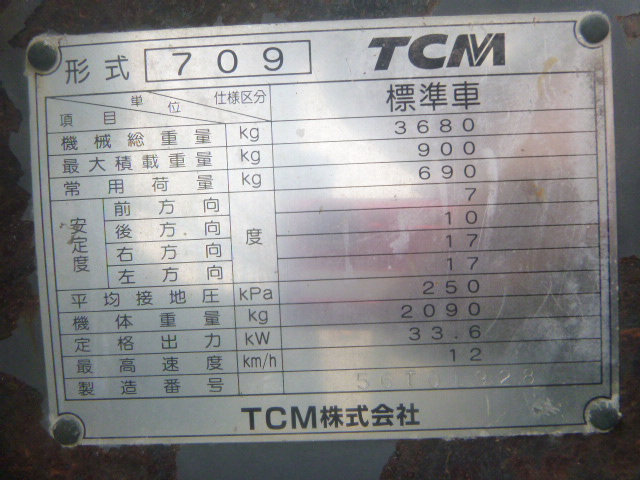 形式 709 TCM
単位 仕様区分
項目 標準車
機械総重量 kg 3680
最大積載重量 kg 900
常用荷重 kg 690
安定度 前方向 度 7
後方向 10
右方向 17
左方向 17
平均接地圧 kPa 250
機体重量 kg 2090
定格出力 kW 33.6
最高速度 km/h 12
製造番号
TCM株式会社